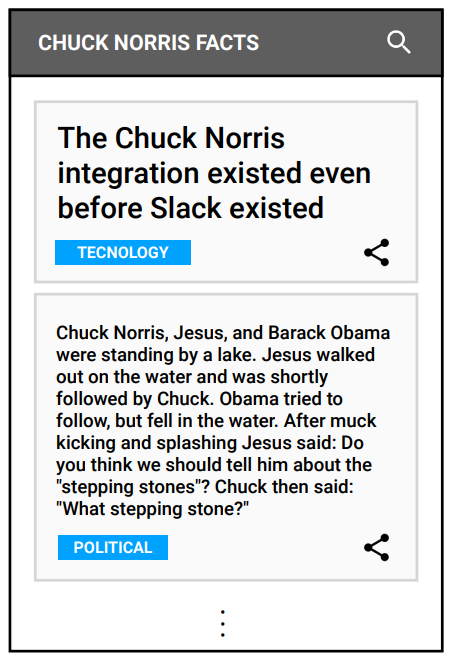 CHUCK NORRIS FACTS
The Chuck Norris
integration existed even
before Slack existed
TECNOLOGY
Chuck Norris, Jesus, and Barack Obama
were standing by a lake. Jesus walked
out on the water and was shortly
followed by Chuck. Obama tried to
follow, but fell in the water. After muck
kicking and splashing Jesus said: Do
you think we should tell him about the
"stepping stones"? Chuck then said:
"What stepping stone?"
POLITICAL